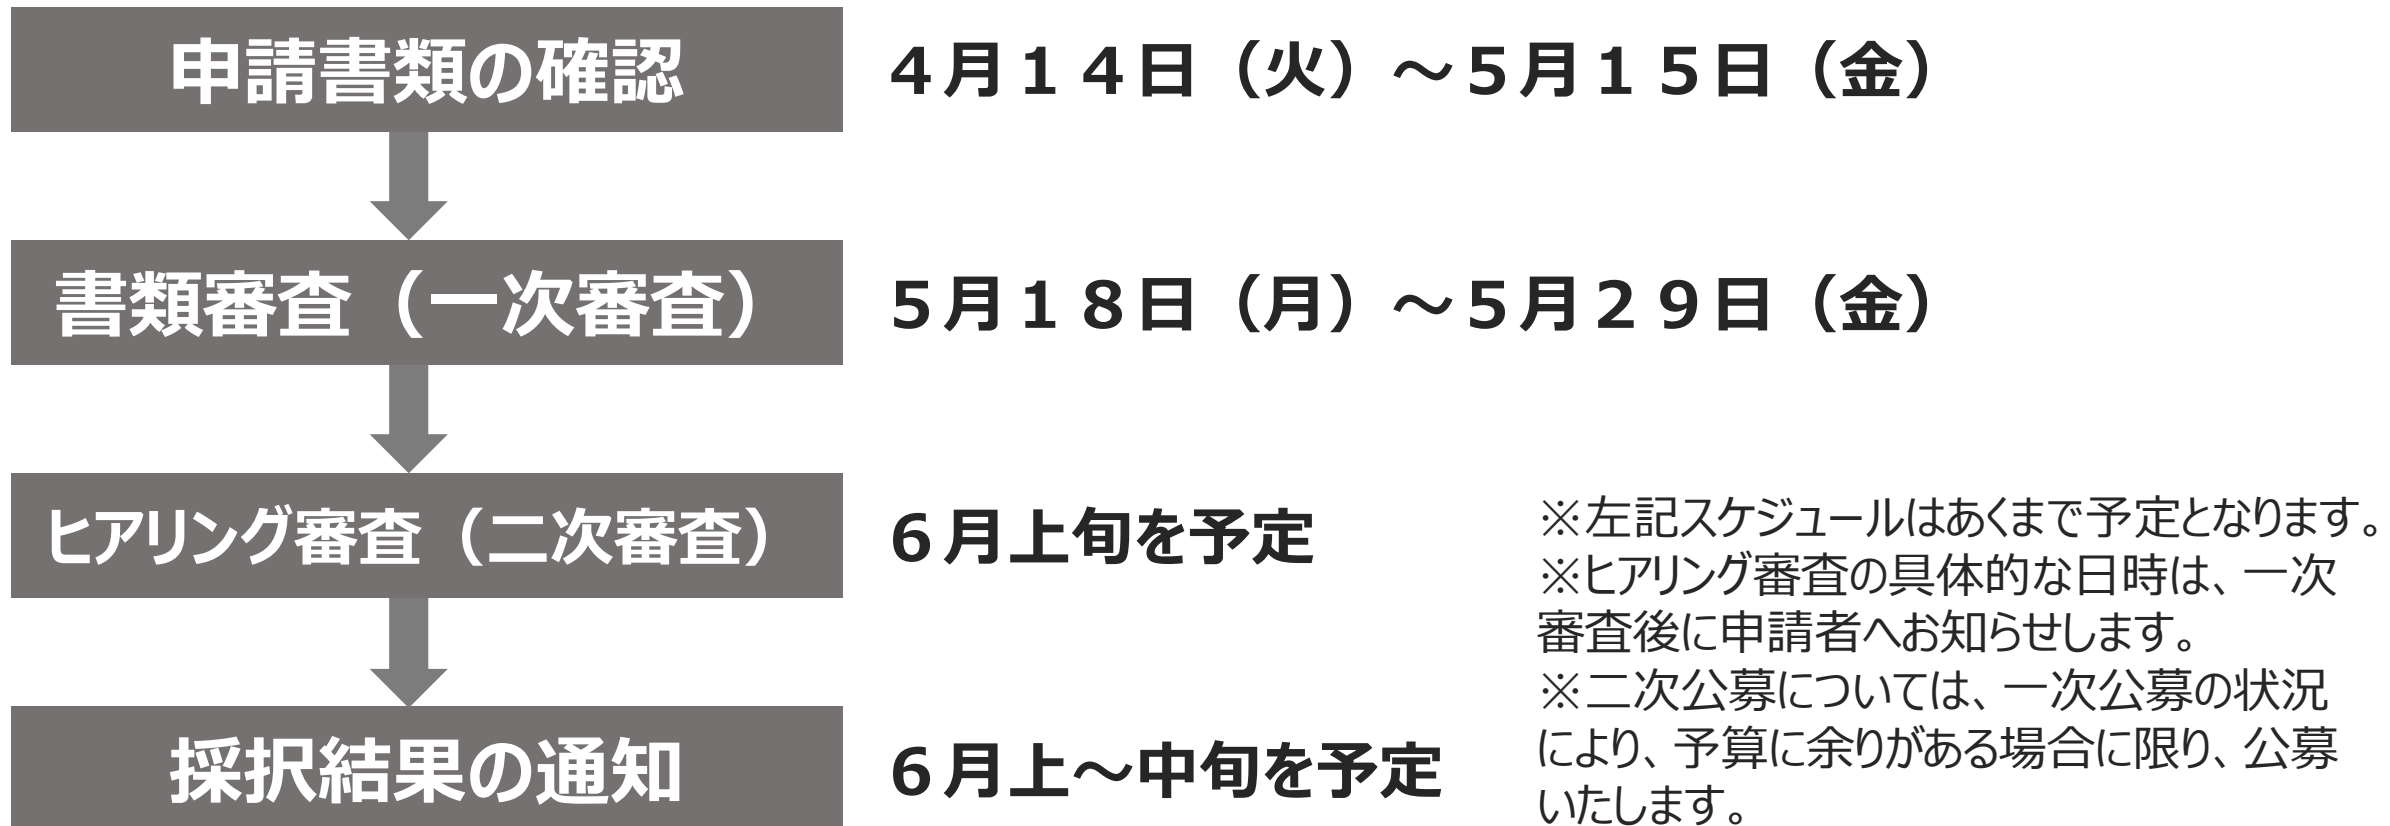 申請書類の確認
４月１４日（火）～５月１５日（金）
書類審査（一次審査）
５月１８日（月）～５月２９日（金）
ヒアリング審査（二次審査）
６月上旬を予定
採択結果の通知
６月上～中旬を予定
※左記スケジュールはあくまで予定となります。
※ヒアリング審査の具体的な日時は、一次
審査後に申請者へお知らせします。
※二次公募については、一次公募の状況
により、予算に余りがある場合に限り、公募
いたします。